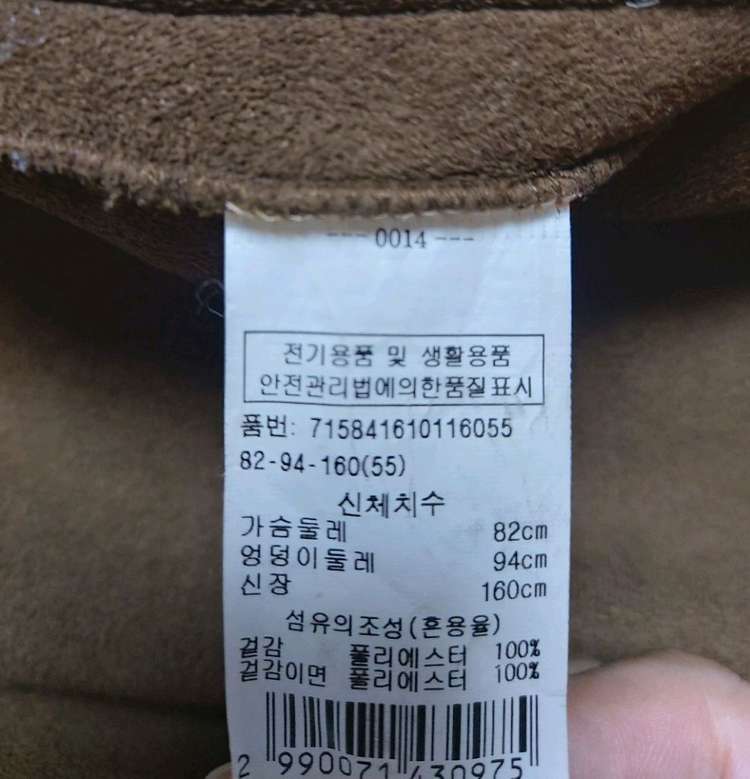 --- 0014 ---
전기용품 및 생활용품
안전관리법에의한품질표시
품번: 715841610116055
82-94-160(55)
신체치수
가슴둘레 82cm
엉덩이둘레 94cm
신장 160cm
섬유의조성(혼용율)
겉감 폴리에스터 100%
겉감이면 폴리에스터 100%
2 990071 430975